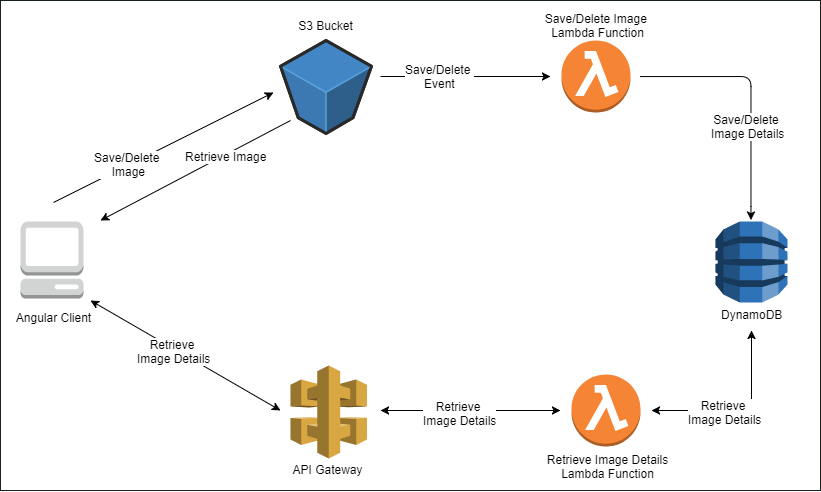 S3 Bucket
Save/Delete Image
Lambda Function
Save/Delete
Event
Save/Delete
Image Details
Save/Delete
Image
Retrieve Image
Angular Client
DynamoDB
Retrieve
Image Details
Retrieve
Image Details
Retrieve
Image Details
API Gateway
Retrieve Image Details
Lambda Function